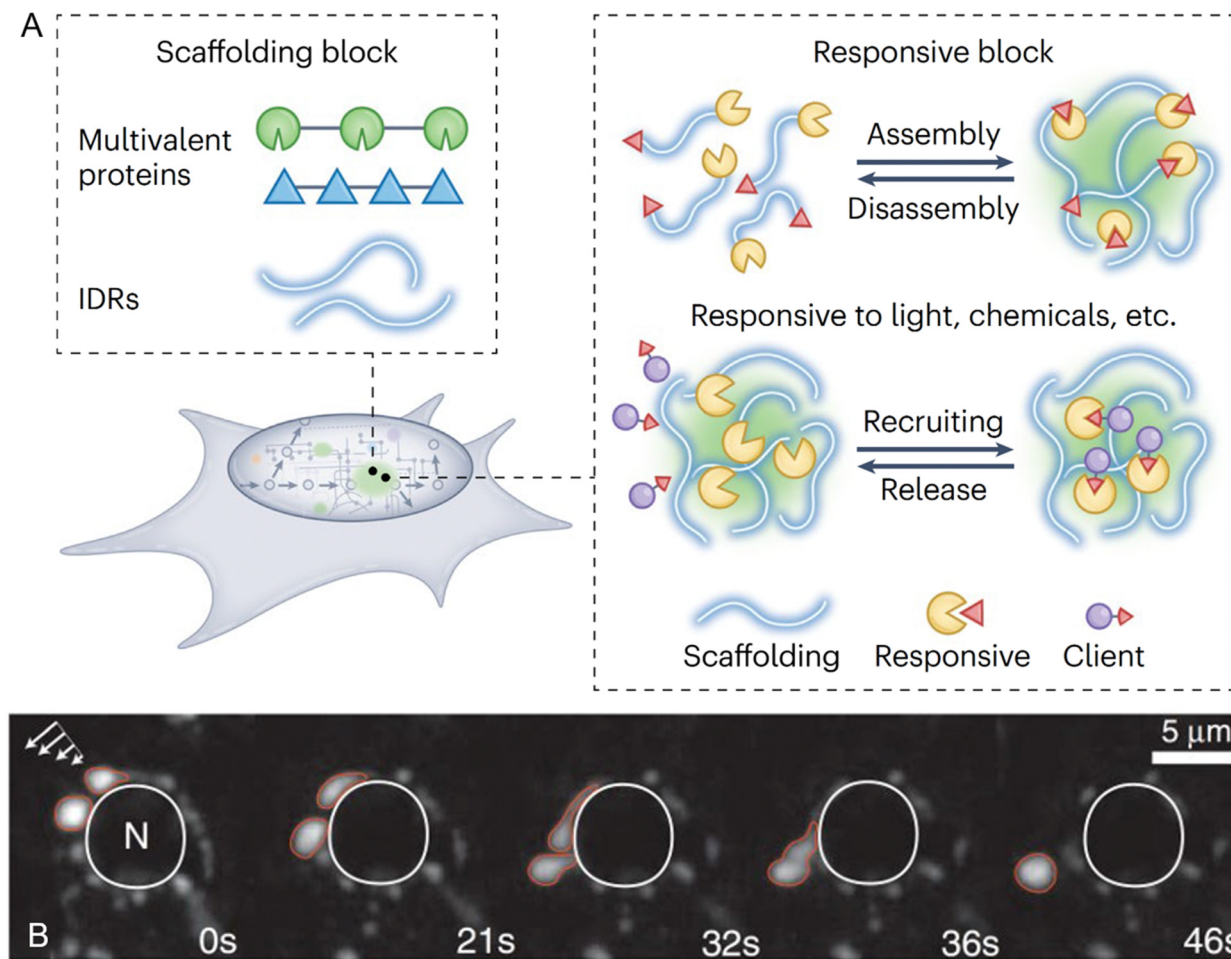 A
Scaffolding block
Multivalent
proteins
IDRs
Responsive block
Assembly
Disassembly
Responsive to light, chemicals, etc.
Recruiting
Release
Scaffolding
Responsive
Client
5 μm
N
B
0s
21s
32s
36s
46s